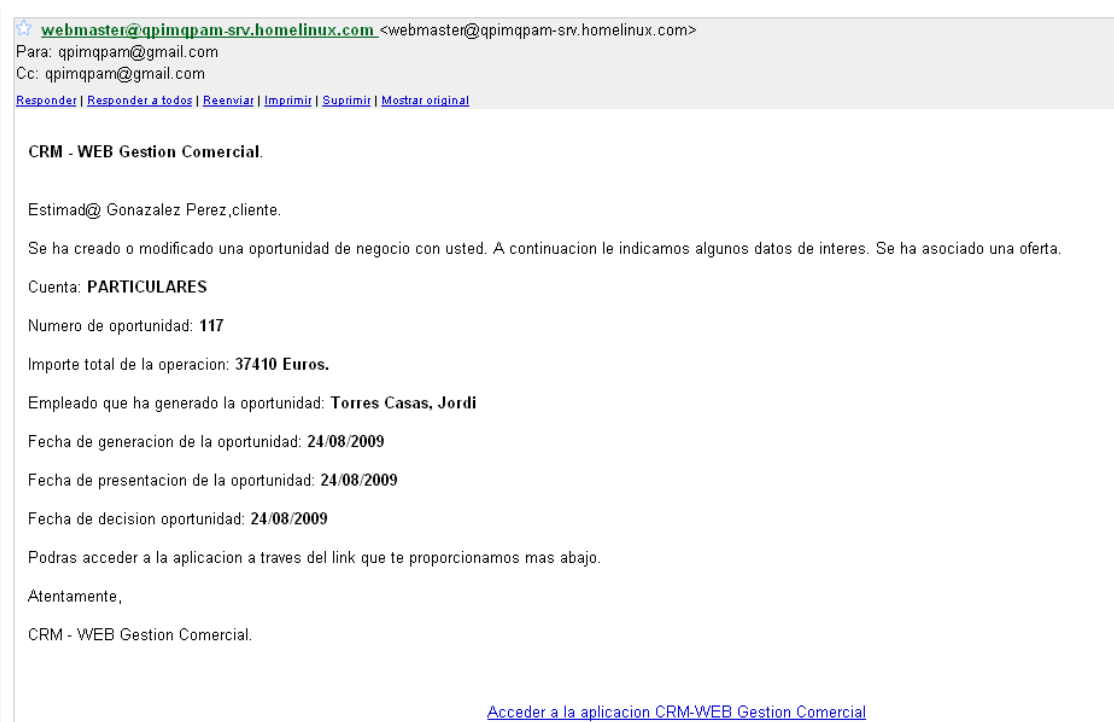 webmaster@qpimqpam-srv.homelinux.com <webmaster@qpimqpam-srv.homelinux.com>
Para: qpimqpam@gmail.com
Cc: qpimqpam@gmail.com
Responder | Responder a todos | Reenviar | Imprimir | Suprimir | Mostrar original
CRM - WEB Gestion Comercial.
Estimad@ Gonazalez Perez,cliente.
Se ha creado o modificado una oportunidad de negocio con usted. A continuacion le indicamos algunos datos de interes. Se ha asociado una oferta.
Cuenta: PARTICULARES
Numero de oportunidad: 117
Importe total de la operacion: 37410 Euros.
Empleado que ha generado la oportunidad: Torres Casas, Jordi
Fecha de generacion de la oportunidad: 24/08/2009
Fecha de presentacion de la oportunidad: 24/08/2009
Fecha de decision oportunidad: 24/08/2009
Podras acceder a la aplicacion a traves del link que te proporcionamos mas abajo.
Atentamente,
CRM - WEB Gestion Comercial.
Acceder a la aplicacion CRM-WEB Gestion Comercial